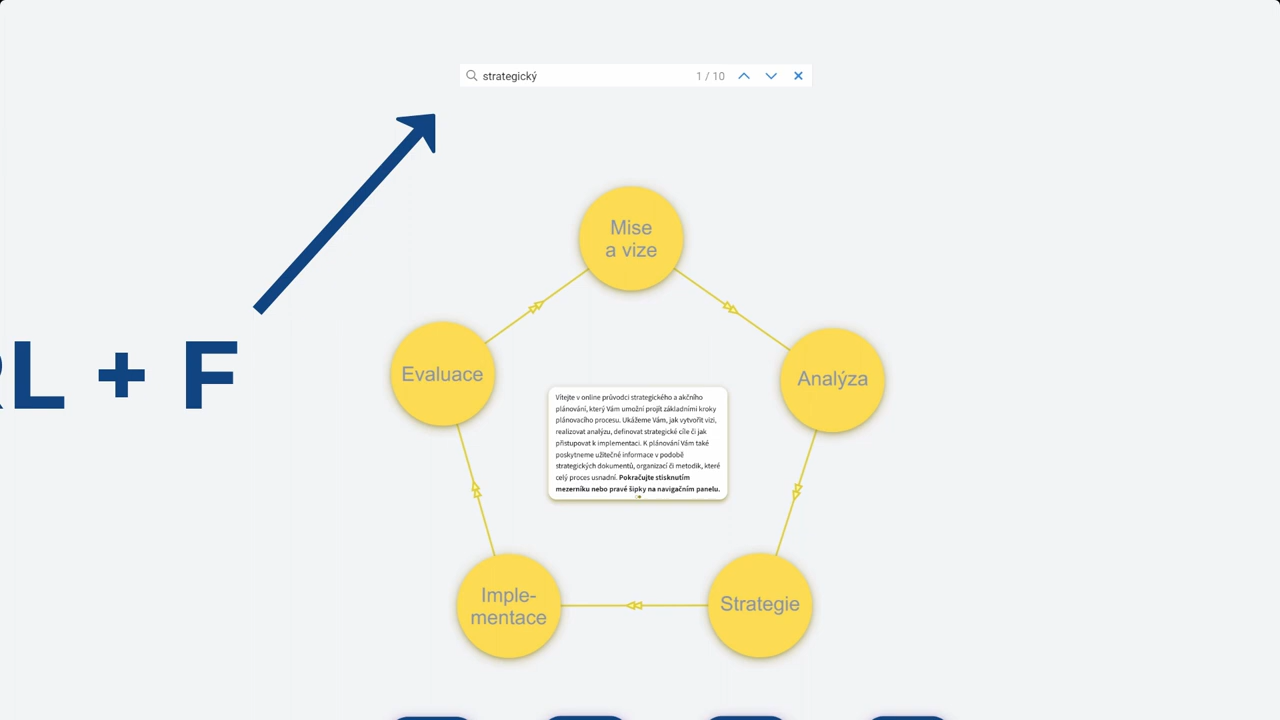 strategický 1 / 10
Mise
a vize
RL + F
Evaluace
Analýza
Vítejte v online průvodci strategického a akčního
plánování, který Vám umožní projít základními kroky
plánovacího procesu. Ukážeme Vám, jak vytvořit vizi,
realizovat analýzu, definovat strategické cíle či jak
přistupovat k implementaci. K plánování Vám také
poskytneme užitečné informace v podobě
strategických dokumentů, organizací či metodik, které
celý proces usnadní. Pokračujte stisknutím
mezerníku nebo pravé šipky na navigačním panelu.
Imple-
mentace
Strategie